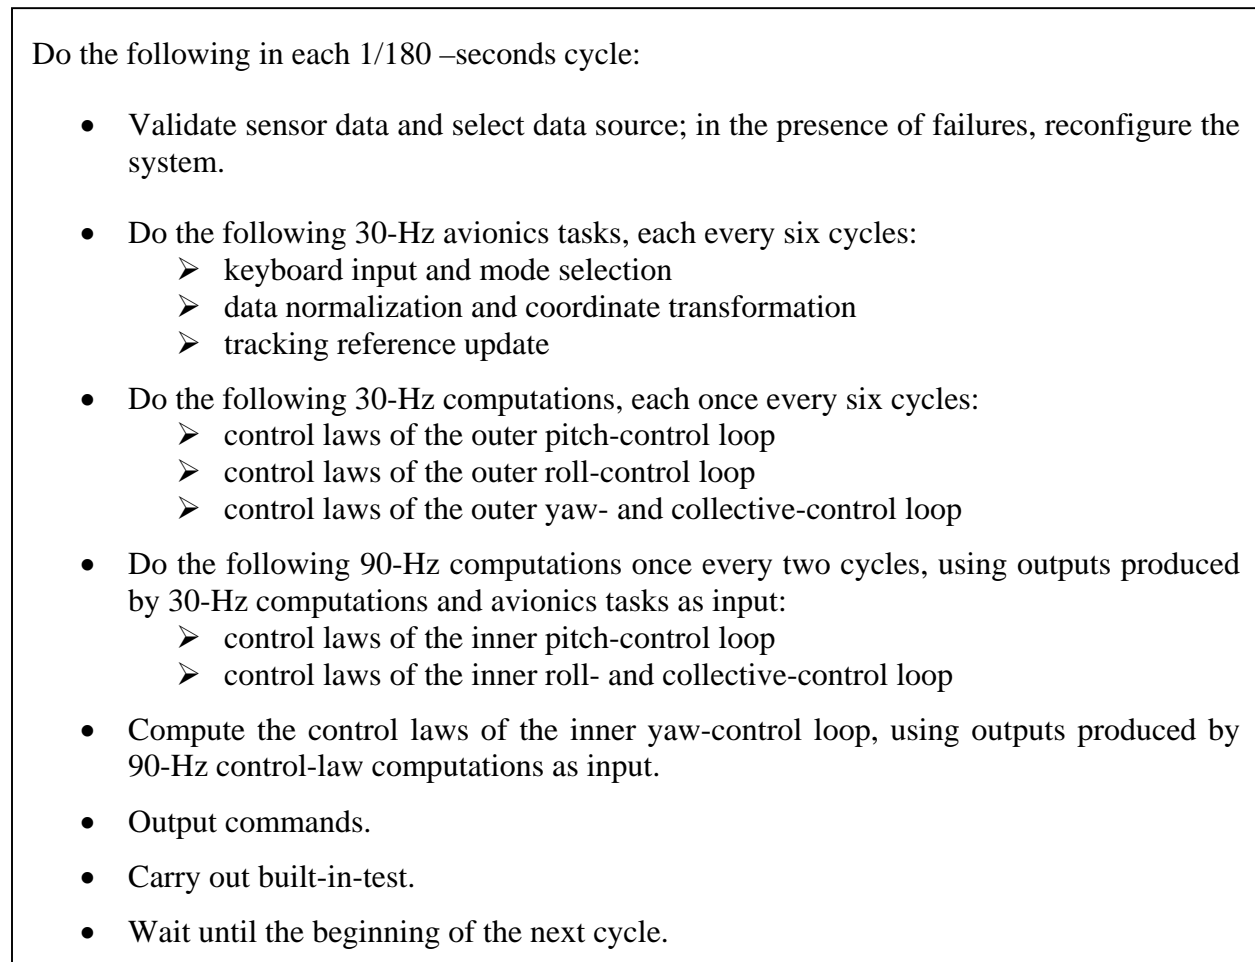 Do the following in each 1/180 –seconds cycle:
• Validate sensor data and select data source; in the presence of failures, reconfigure the
system.
• Do the following 30-Hz avionics tasks, each every six cycles:
➢ keyboard input and mode selection
➢ data normalization and coordinate transformation
➢ tracking reference update
• Do the following 30-Hz computations, each once every six cycles:
➢ control laws of the outer pitch-control loop
➢ control laws of the outer roll-control loop
➢ control laws of the outer yaw- and collective-control loop
• Do the following 90-Hz computations once every two cycles, using outputs produced
by 30-Hz computations and avionics tasks as input:
➢ control laws of the inner pitch-control loop
➢ control laws of the inner roll- and collective-control loop
• Compute the control laws of the inner yaw-control loop, using outputs produced by
90-Hz control-law computations as input.
• Output commands.
• Carry out built-in-test.
• Wait until the beginning of the next cycle.